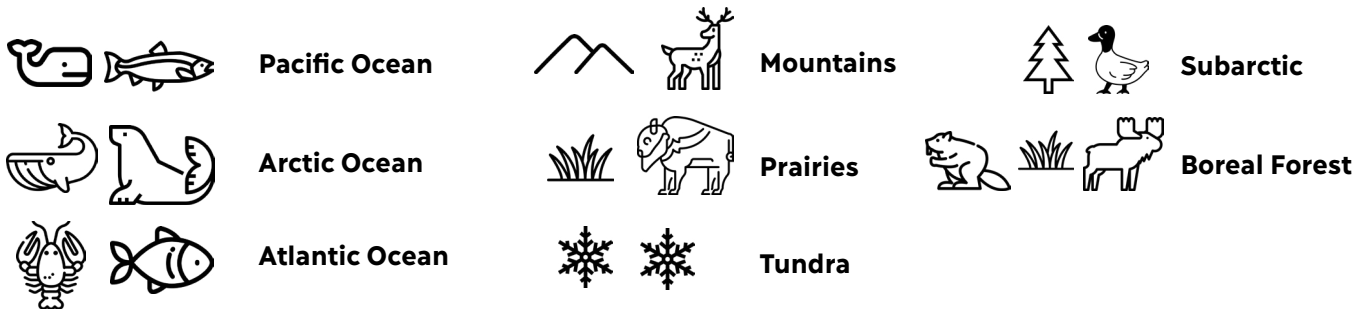 Pacific Ocean
Arctic Ocean
Atlantic Ocean
Mountains
Prairies
Tundra
Subarctic
Boreal Forest